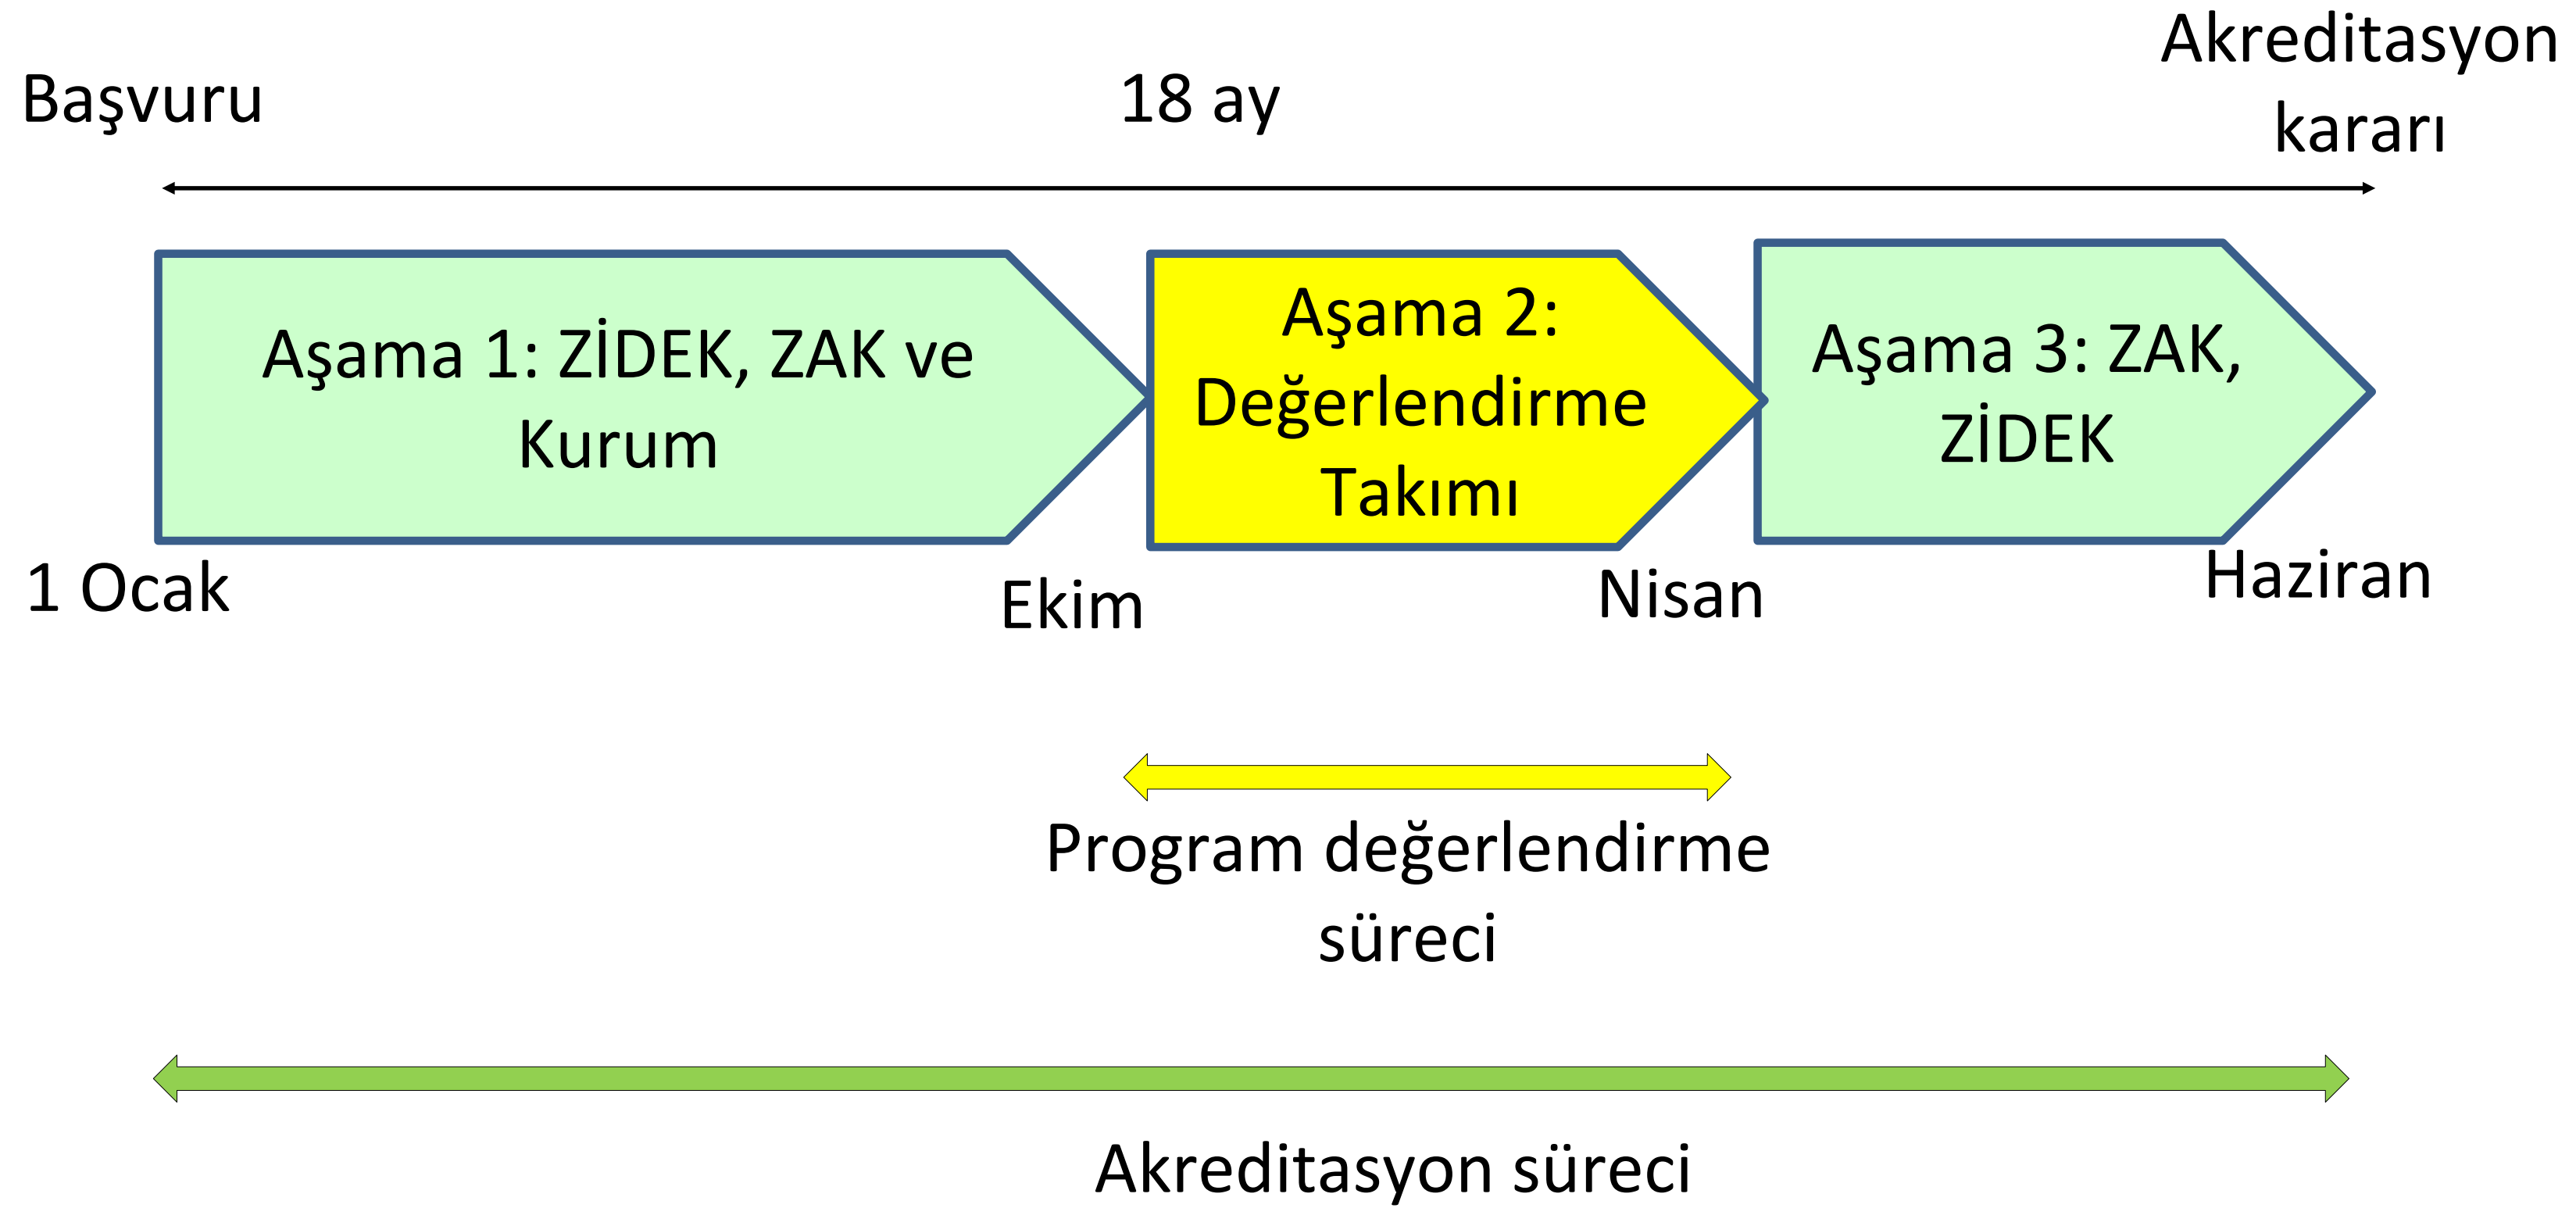 Başvuru
18 ay
Akreditasyon
kararı
Aşama 1: ZİDEK, ZAK ve
Kurum
Aşama 2:
Değerlendirme
Takımı
Aşama 3: ZAK,
ZİDEK
1 Ocak
Ekim
Nisan
Haziran
Program değerlendirme
süreci
Akreditasyon süreci